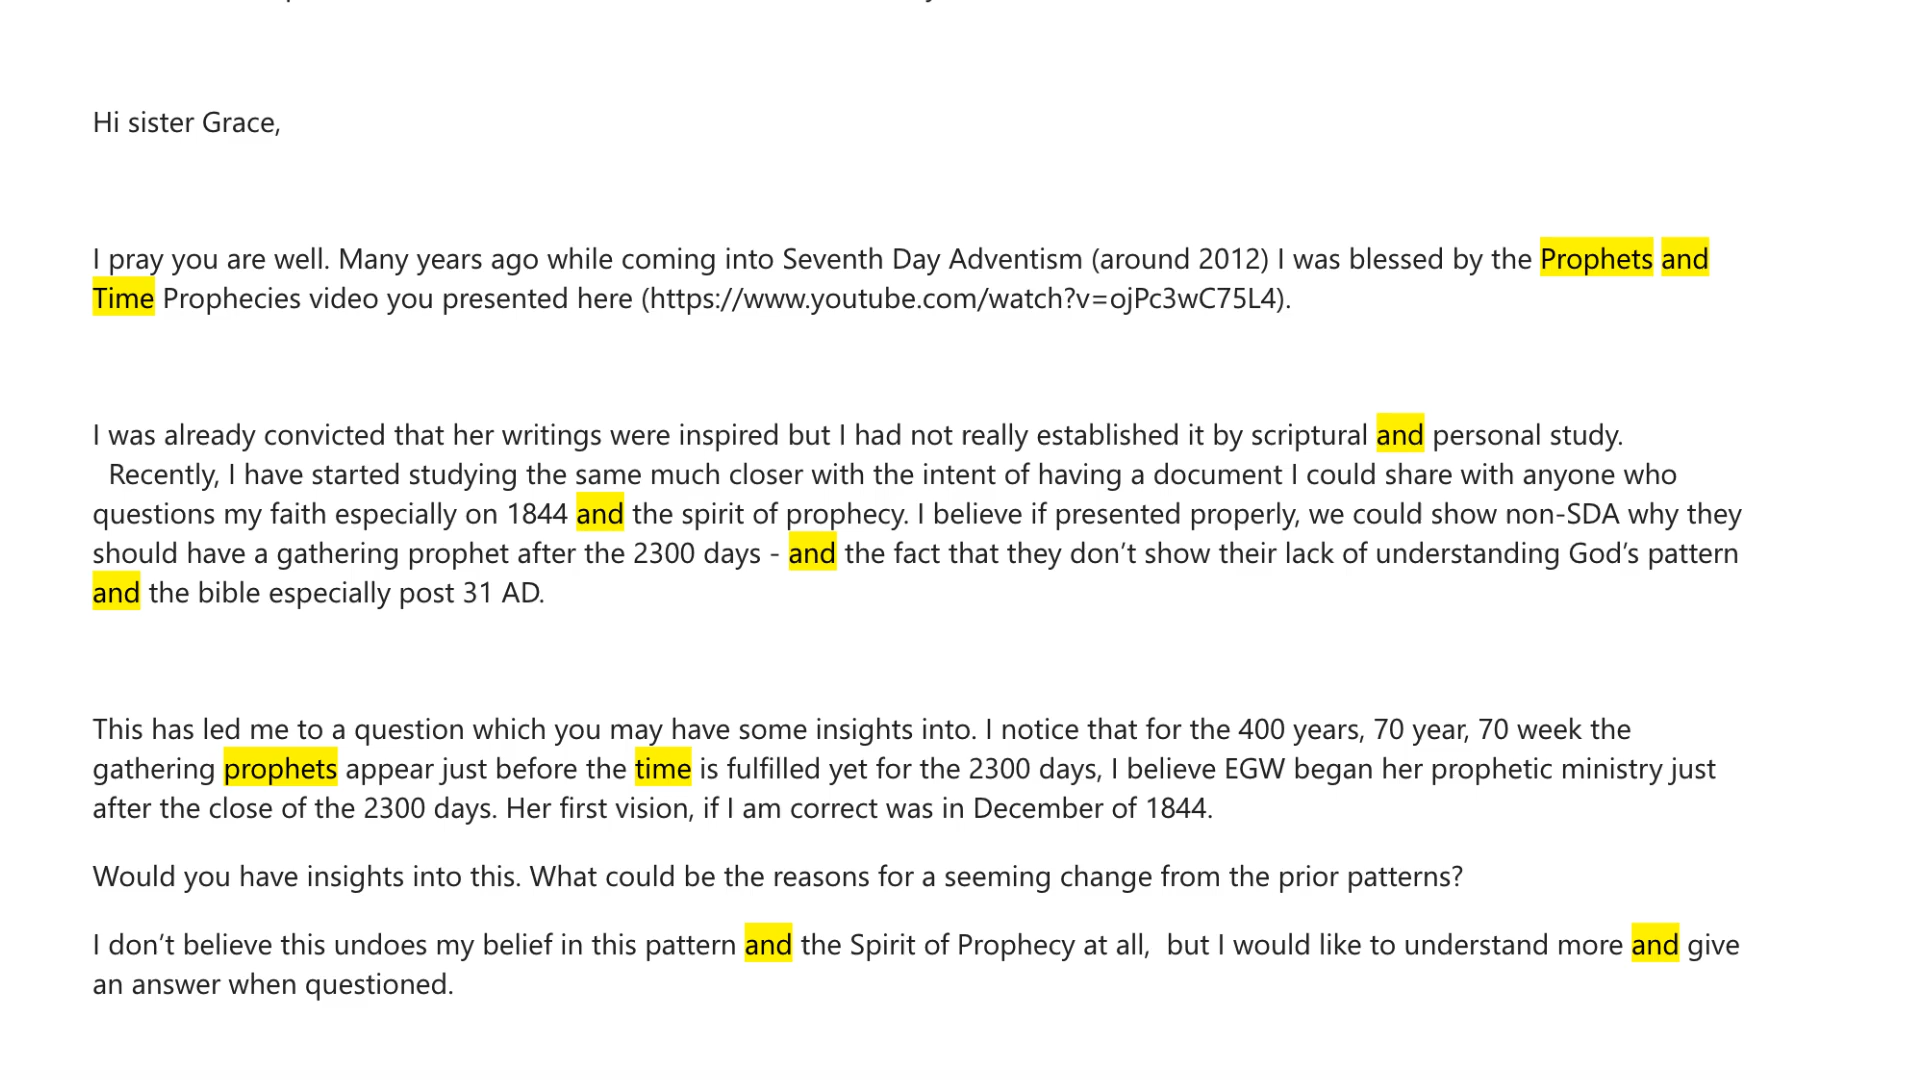 Hi sister Grace,
I pray you are well. Many years ago while coming into Seventh Day Adventism (around 2012) I was blessed by the Prophets and
Time Prophecies video you presented here (https://www.youtube.com/watch?v=ojPc3wC75L4).
I was already convicted that her writings were inspired but I had not really established it by scriptural and personal study.
Recently, I have started studying the same much closer with the intent of having a document I could share with anyone who
questions my faith especially on 1844 and the spirit of prophecy. I believe if presented properly, we could show non-SDA why they
should have a gathering prophet after the 2300 days - and the fact that they don’t show their lack of understanding God’s pattern
and the bible especially post 31 AD.
This has led me to a question which you may have some insights into. I notice that for the 400 years, 70 year, 70 week the
gathering prophets appear just before the time is fulfilled yet for the 2300 days, I believe EGW began her prophetic ministry just
after the close of the 2300 days. Her first vision, if I am correct was in December of 1844.
Would you have insights into this. What could be the reasons for a seeming change from the prior patterns?
I don’t believe this undoes my belief in this pattern and the Spirit of Prophecy at all,  but I would like to understand more and give
an answer when questioned.